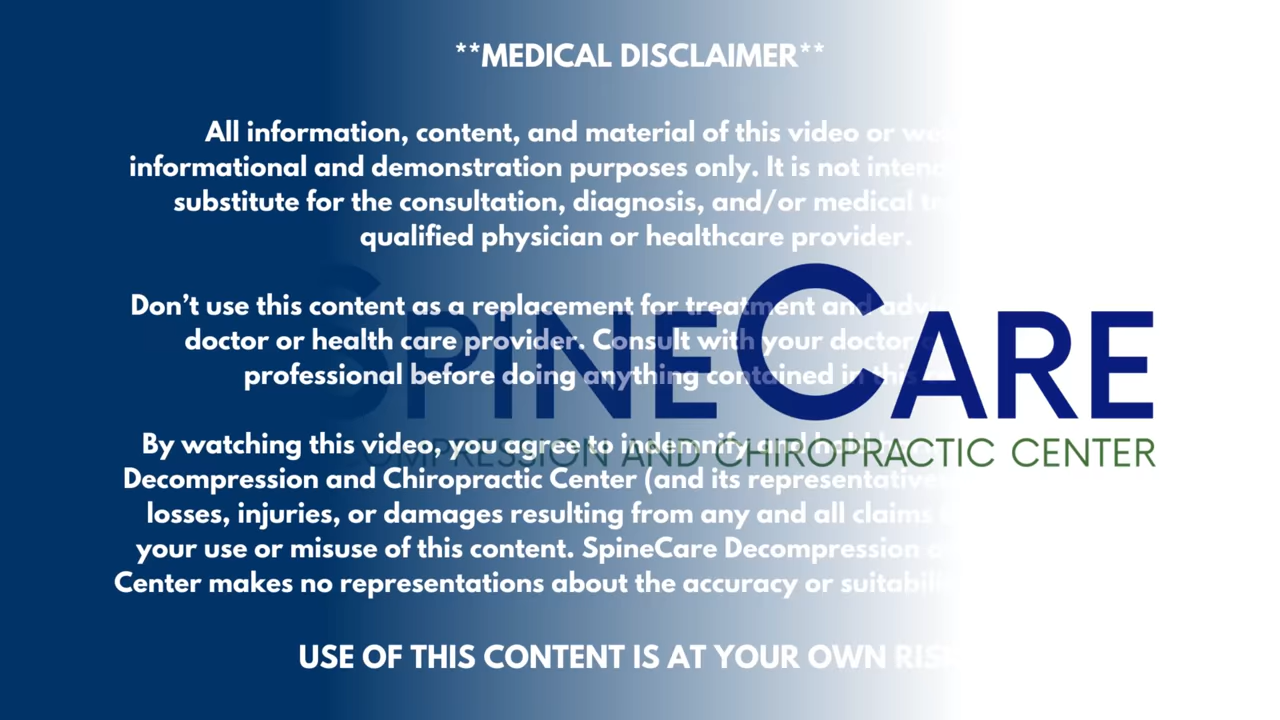 **MEDICAL DISCLAIMER**
All information, content, and material of this video or
informational and demonstration purposes only. It is not
substitute for the consultation, diagnosis, and/or medical
qualified physician or healthcare provider.
Don't use this content as a replacement for treatment and
doctor or health care provider. Consult with your doctor
professional before doing anything contained in this
SPINECARE
DECOMPRESSION AND CHIROPRACTIC CENTER
By watching this video, you agree to indemnify and hold
Decompression and Chiropractic Center (and its representatives
losses, injuries, or damages resulting from any and all claims
your use or misuse of this content. SpineCare Decompression
Center makes no representations about the accuracy or
USE OF THIS CONTENT IS AT YOUR OWN RISK